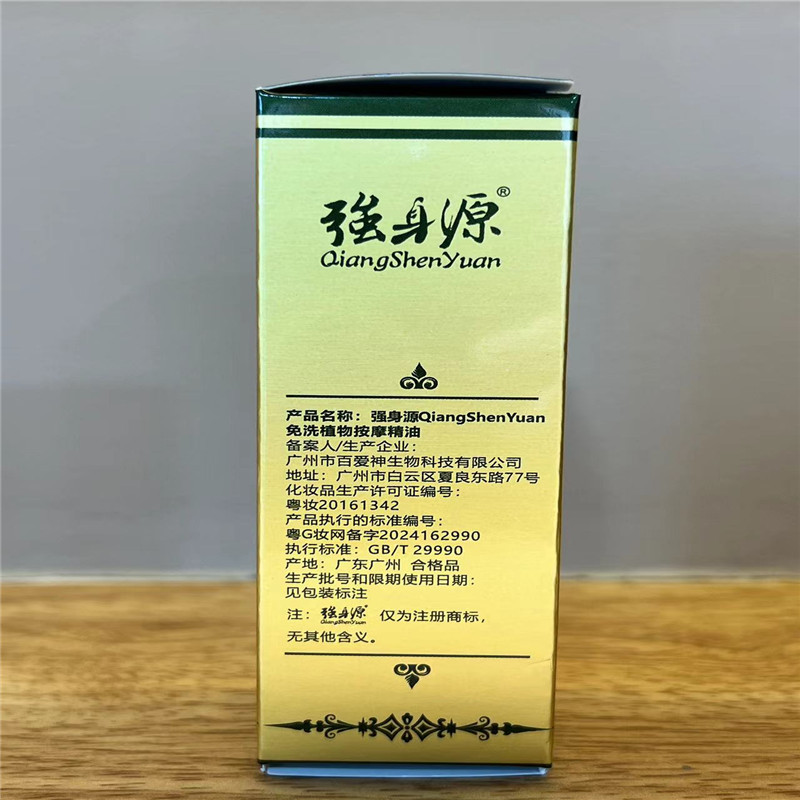 強身源®
QiangShenYuan
产品名称：强身源QiangShenYuan
免洗植物按摩精油
备案人/生产企业：
广州市百爱神生物科技有限公司
地址：广州市白云区夏良东路77号
化妆品生产许可证编号：
粤妆20161342
产品执行的标准编号：
粤G妆网备字2024162990
执行标准：GB/T 29990
产地：广东广州 合格品
生产批号和限期使用日期：
见包装标注
注：強身源® QiangShenYuan 仅为注册商标，
无其他含义。